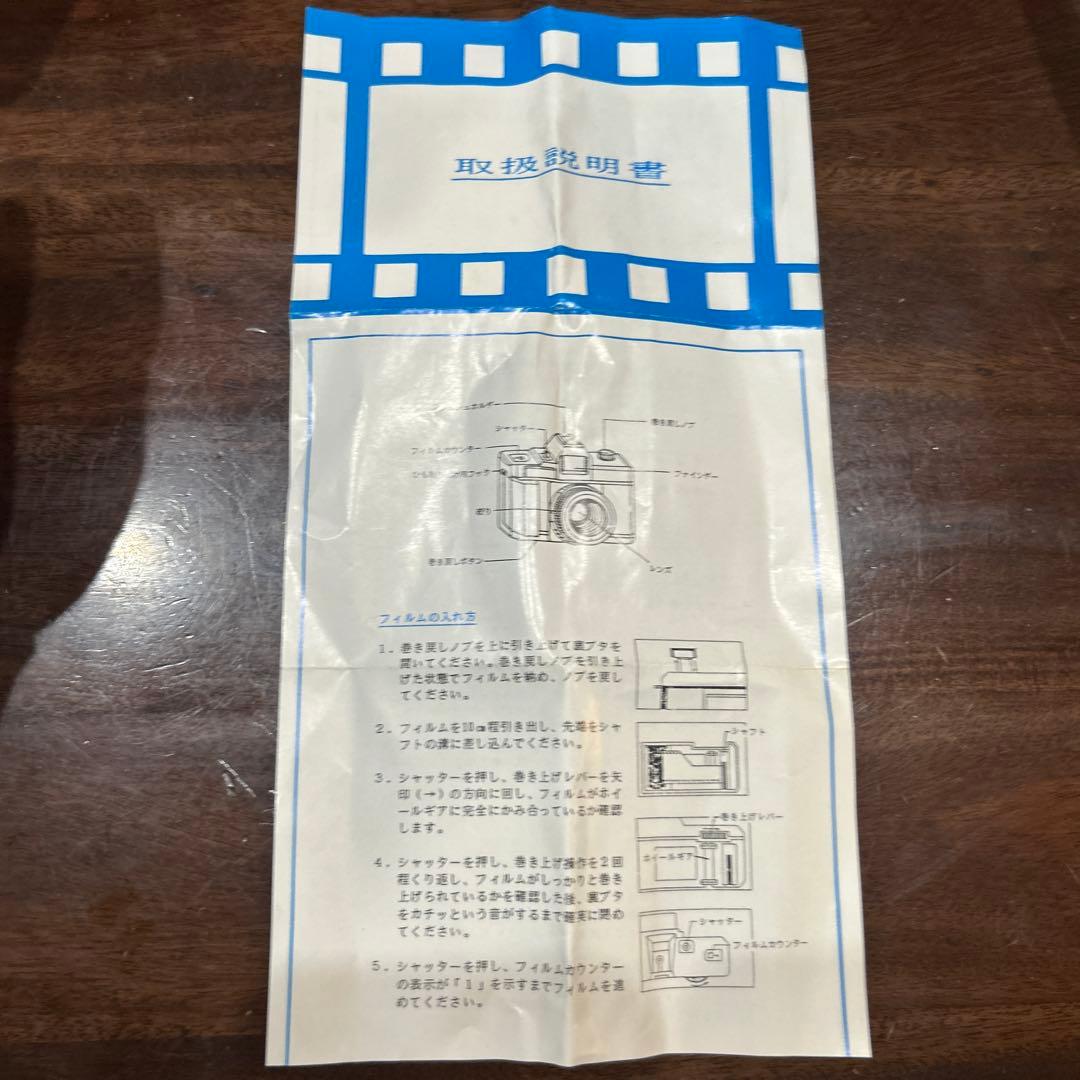 取扱説明書
ュホルダー
シャッター
巻き戻しノブ
フィルムカウンター
ファインダー
絞り
巻き戻しボタン
レンズ
フィルムの入れ方
1. 巻き戻しノブを上に引き上げて裏ブタを
開いてください。巻き戻しノブを引き上
げた状態でフィルムを納め、ノブを戻し
てください。
2. フィルムを10㎝程引き出し、先端をシャ
フトの溝に差し込んでください。
シャフト
3. シャッターを押し、巻き上げレバーを矢
印(→)の方向に回し、フィルムがホイ
ールギアに完全にかみ合っているか確認
します。
巻き上げレバー
ホイールギア
4. シャッターを押し、巻き上げ操作を2回
程くり返し、フィルムがしっかりと巻き
上げられているかを確認した後、裏ブタ
をカチッという音がするまで確実に閉め
てください。
シャッター
フィルムカウンター
5. シャッターを押し、フィルムカウンター
の表示が「1」を示すまでフィルムを進
めてください。